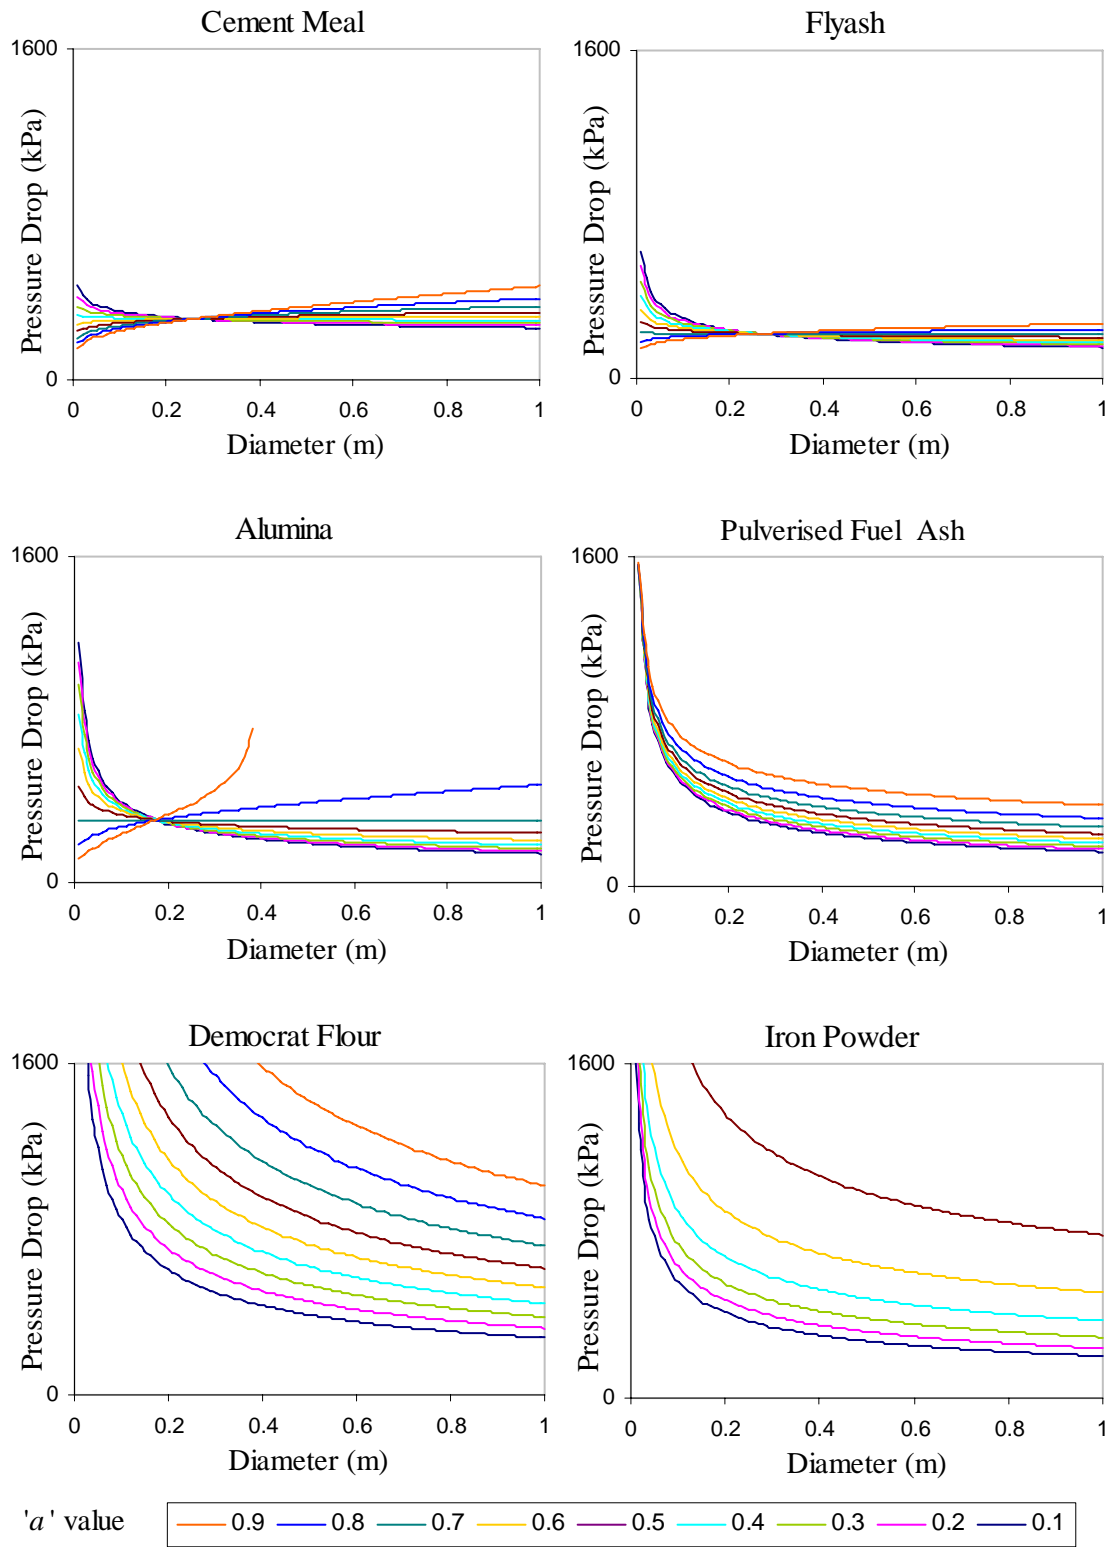 Cement Meal
1600
Pressure Drop (kPa)
0
0 0.2 0.4 0.6 0.8 1
Diameter (m)
Flyash
1600
Pressure Drop (kPa)
0
0 0.2 0.4 0.6 0.8 1
Diameter (m)
Alumina
1600
Pressure Drop (kPa)
0
0 0.2 0.4 0.6 0.8 1
Diameter (m)
Pulverised Fuel Ash
1600
Pressure Drop (kPa)
0
0 0.2 0.4 0.6 0.8 1
Diameter (m)
Democrat Flour
1600
Pressure Drop (kPa)
0
0 0.2 0.4 0.6 0.8 1
Diameter (m)
Iron Powder
1600
Pressure Drop (kPa)
0
0 0.2 0.4 0.6 0.8 1
Diameter (m)
'a' value 0.9 0.8 0.7 0.6 0.5 0.4 0.3 0.2 0.1